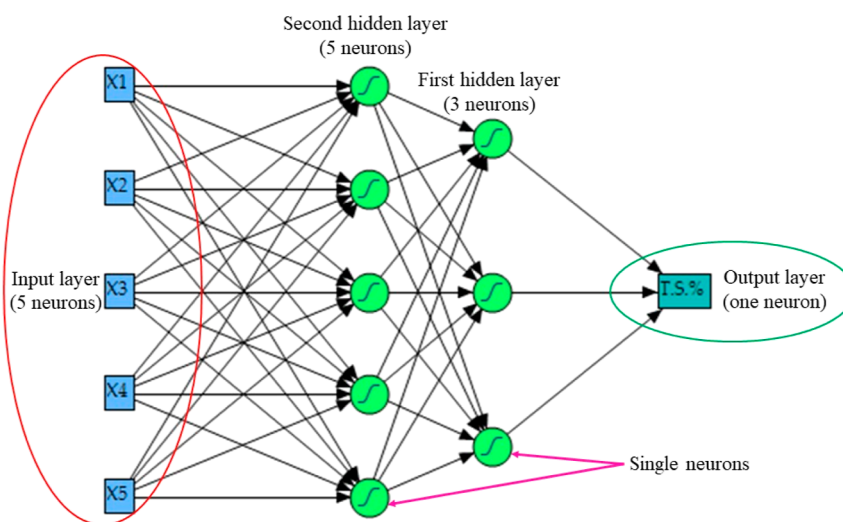 Second hidden layer
(5 neurons)
First hidden layer
(3 neurons)
X1
X2
Input layer
(5 neurons)
X3
X4
X5
T.S.%
Output layer
(one neuron)
Single neurons